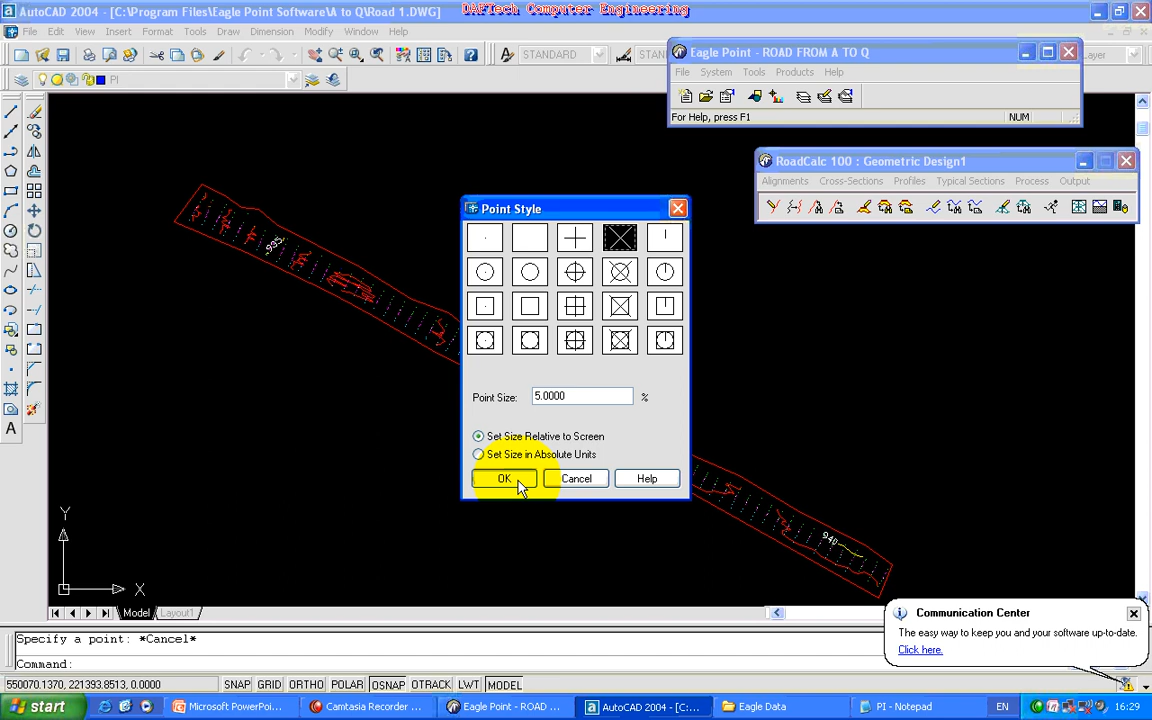 AutoCAD 2004 - [C:\Program Files\Eagle Point Software\A to Q\Road 1.DWG]
DAFTech Computer Engineering
File Edit View Insert Format Tools Draw Dimension Modify Window Help
STANDARD
STAN
Layer
PI
Eagle Point - ROAD FROM A TO Q
File System Tools Products Help
For Help, press F1
NUM
RoadCalc 100 : Geometric Design1
Alignments Cross-Sections Profiles Typical Sections Process Output
995
Point Style
Point Size: 5.0000 %
Set Size Relative to Screen
Set Size in Absolute Units
OK Cancel Help
940
Y
X
A
Model Layout1
Communication Center
The easy way to keep you and your software up-to-date.
Click here.
Specify a point: *Cancel*
Command:
550070.1370, 221393.8513, 0.0000
SNAP GRID ORTHO POLAR OSNAP OTRACK LWT MODEL
start
Microsoft PowerPoi...
Camtasia Recorder ...
Eagle Point - ROAD ...
AutoCAD 2004 - [C:...
Eagle Data
PI - Notepad
EN
16:29